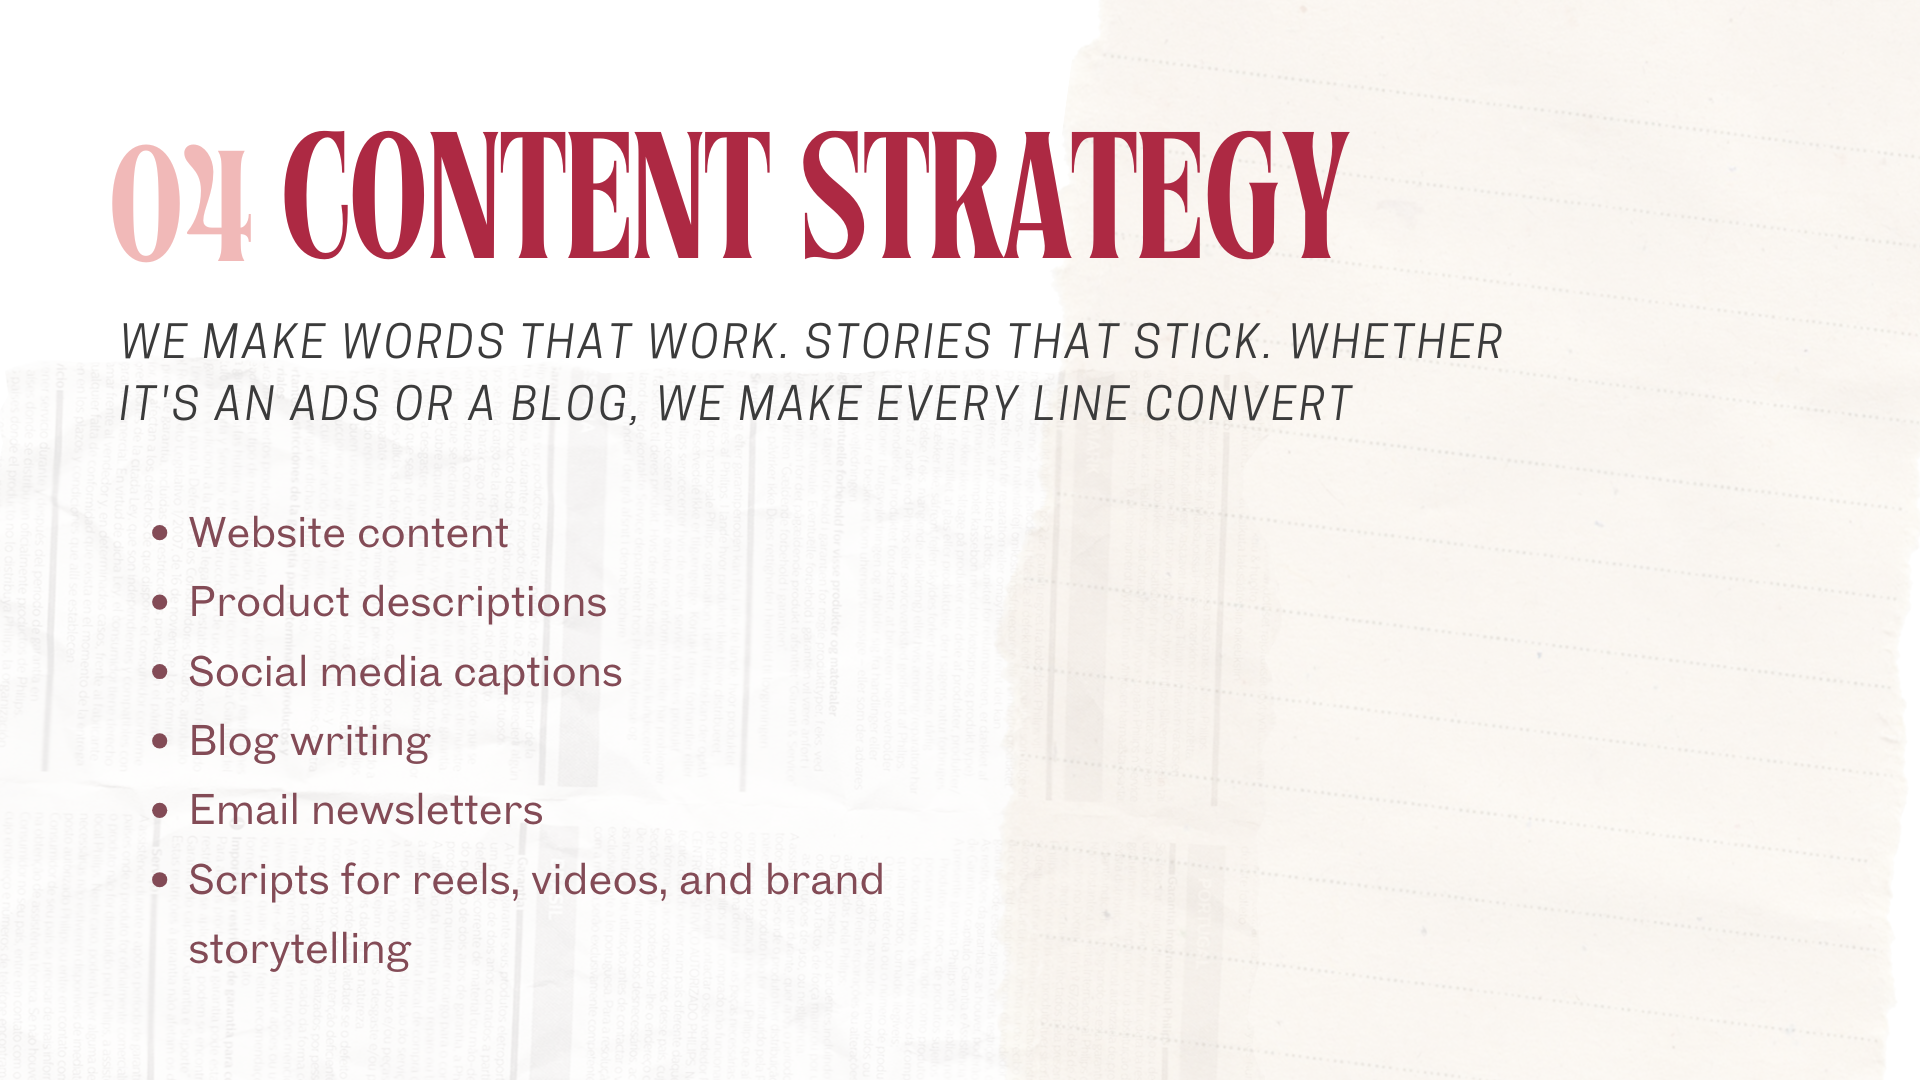 04 CONTENT STRATEGY
WE MAKE WORDS THAT WORK. STORIES THAT STICK. WHETHER
IT'S AN ADS OR A BLOG, WE MAKE EVERY LINE CONVERT
• Website content
• Product descriptions
• Social media captions
• Blog writing
• Email newsletters
• Scripts for reels, videos, and brand
storytelling